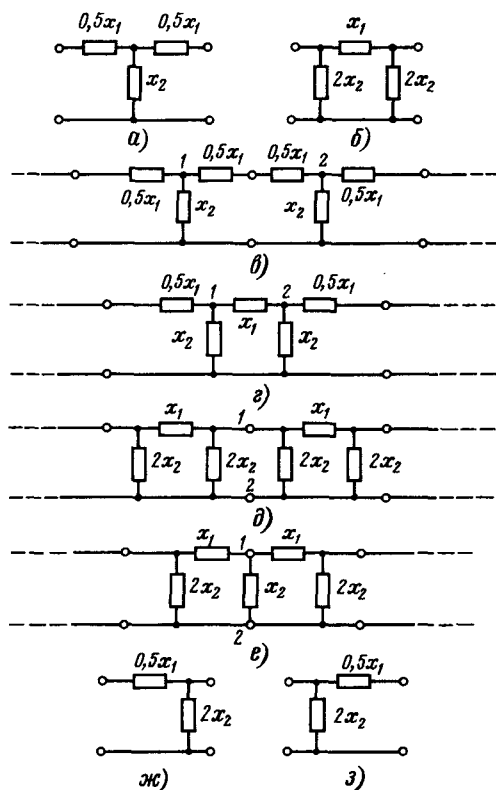 0,5x₁ 0,5x₁ x₁
x₂ 2x₂ 2x₂
а) б)
1 0,5x₁ 0,5x₁ 2
0,5x₁ x₂ x₂ 0,5x₁
в)
0,5x₁ 1 2 0,5x₁
x₂ x₁ x₂
г)
x₁ 1 x₁
2x₂ 2x₂ 2x₂ 2x₂
2
д)
x₁ 1 x₁
2x₂ x₂ 2x₂
2
е)
0,5x₁ 0,5x₁
2x₂ 2x₂
ж) з)